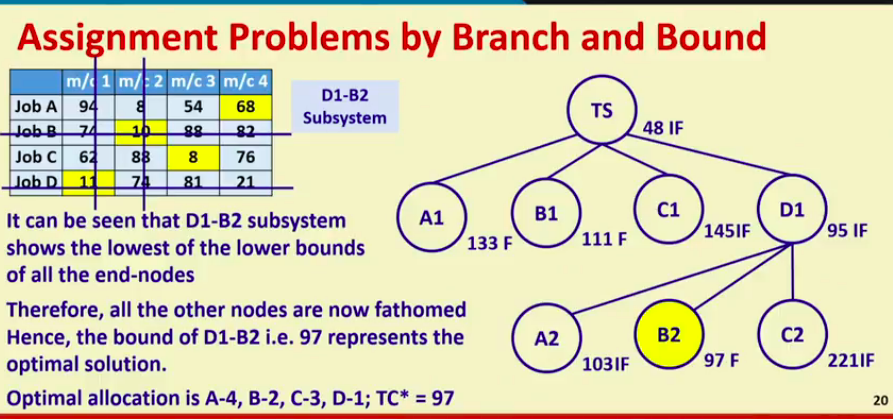 Assignment Problems by Branch and Bound
m/c 1 m/c 2 m/c 3 m/c 4
Job A 94 8 54 68
Job B 74 10 88 82
Job C 62 88 8 76
Job D 11 74 81 21
D1-B2
Subsystem
TS
48 IF
A1
133 F
B1
111 F
C1
145IF
D1
95 IF
A2
103IF
B2
97 F
C2
221IF
It can be seen that D1-B2 subsystem
shows the lowest of the lower bounds
of all the end-nodes
Therefore, all the other nodes are now fathomed
Hence, the bound of D1-B2 i.e. 97 represents the
optimal solution.
Optimal allocation is A-4, B-2, C-3, D-1; TC* = 97
20